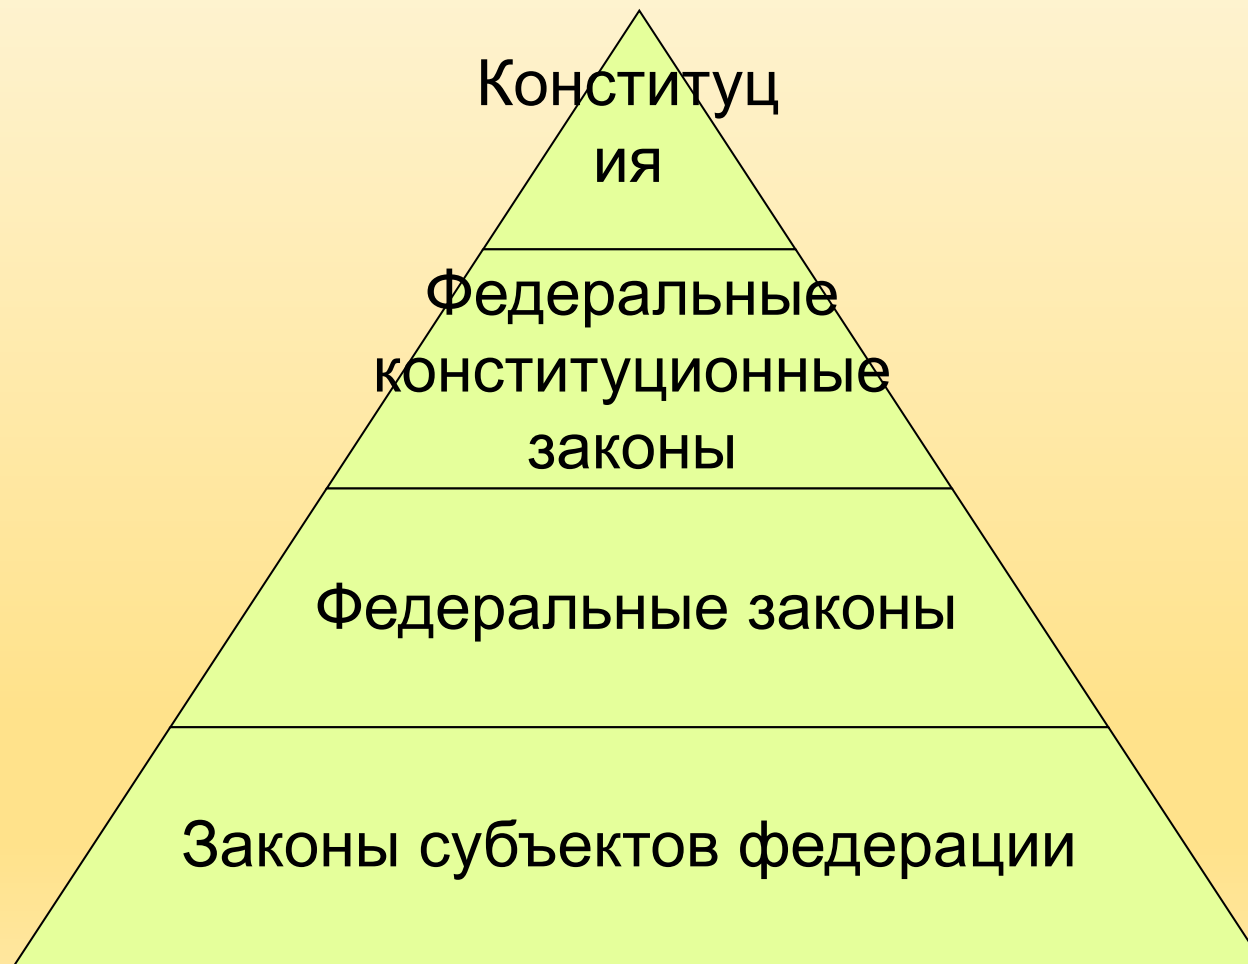 Конституц
ия
Федеральные
конституционные
законы
Федеральные законы
Законы субъектов федерации